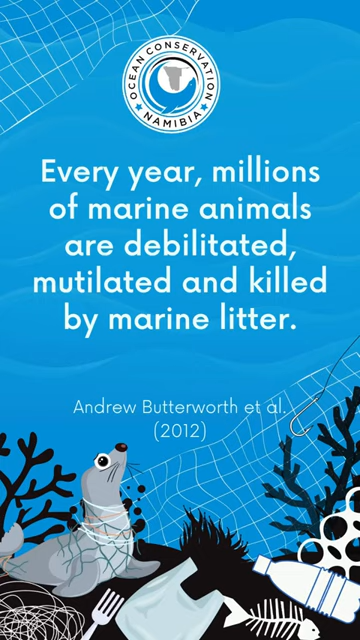 OCEAN CONSERVATION
NAMIBIA
Every year, millions
of marine animals
are debilitated,
mutilated and killed
by marine litter.
Andrew Butterworth et al.
(2012)